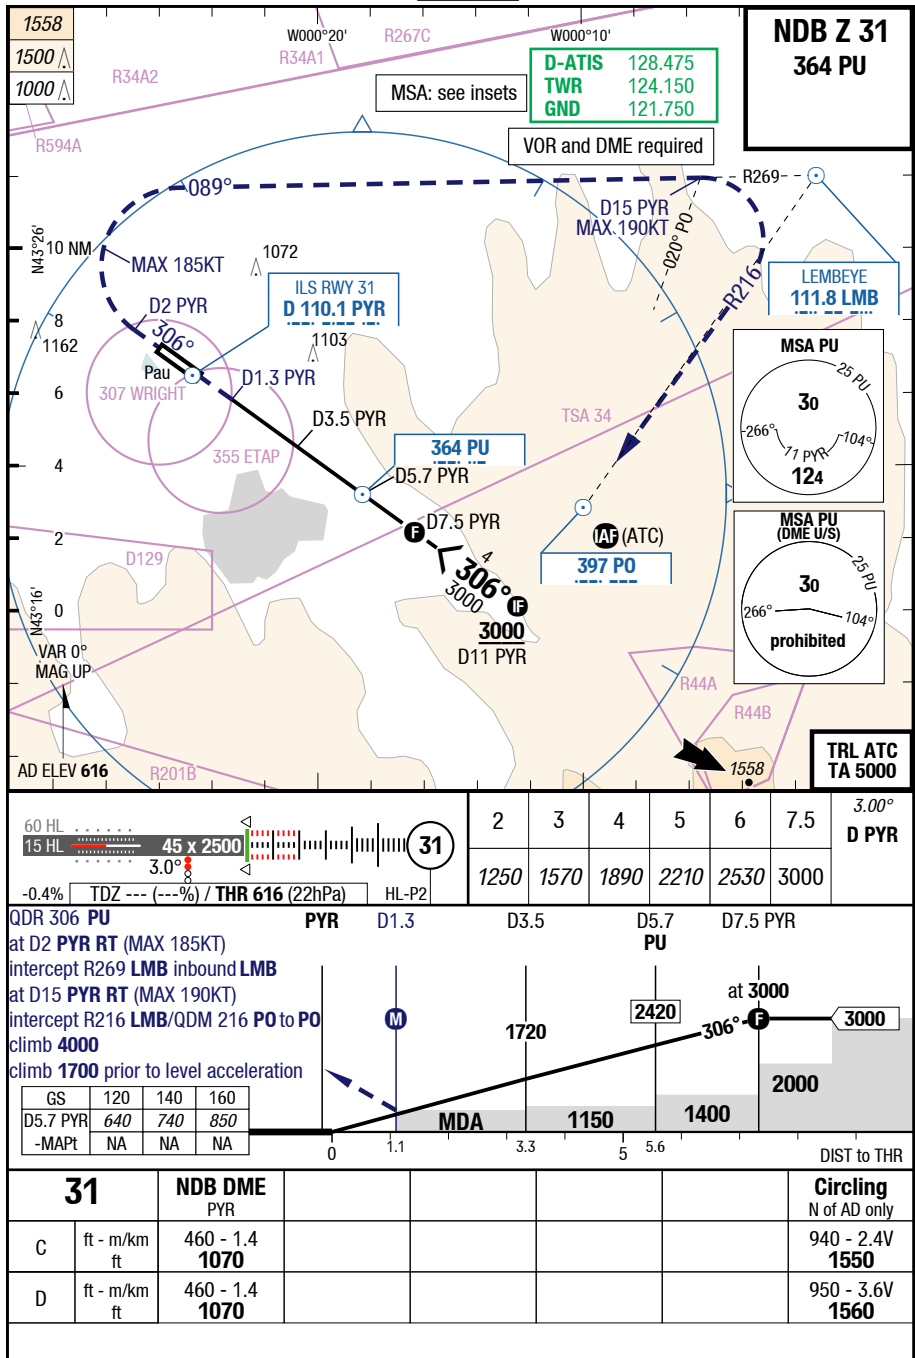 1558
1500
1000
W000°20'
W000°10'
R267C
R34A1
R34A2
R594A
NDB Z 31
364 PU
D-ATIS 128.475
TWR 124.150
GND 121.750
MSA: see insets
VOR and DME required
089°
R269
D15 PYR
MAX 190KT
020° PO
R216
N43°26'
10 NM
MAX 185KT
1072
ILS RWY 31
D 110.1 PYR
LEMBEYE
111.8 LMB
D2 PYR
306°
8
1162
1103
Pau
D1.3 PYR
6
307 WRIGHT
D3.5 PYR
TSA 34
355 ETAP
364 PU
D5.7 PYR
4
MSA PU
25 PU
30
266°
104°
11 PYR
124
F
D7.5 PYR
IAF (ATC)
397 PO
2
D129
4
306°
3000
IF
3000
D11 PYR
MSA PU
(DME U/S)
25 PU
30
266°
104°
prohibited
0
N43°16'
VAR 0°
MAG UP
R44A
R44B
1558
AD ELEV 616
R201B
TRL ATC
TA 5000
60 HL
15 HL
45 x 2500
31
3.0°
-0.4%
TDZ --- (---%) / THR 616 (22hPa)
HL-P2
2 3 4 5 6 7.5 3.00°
D PYR
1250 1570 1890 2210 2530 3000
QDR 306 PU
at D2 PYR RT (MAX 185KT)
intercept R269 LMB inbound LMB
at D15 PYR RT (MAX 190KT)
intercept R216 LMB/QDM 216 PO to PO
climb 4000
climb 1700 prior to level acceleration
PYR D1.3 D3.5 D5.7 D7.5 PYR
PU
at 3000
M
1720
2420
306°
F
3000
2000
MDA
1150
1400
GS 120 140 160
D5.7 PYR 640 740 850
-MAPt NA NA NA
0 1.1 3.3 5 5.6
DIST to THR
31 NDB DME Circling
PYR N of AD only
C ft - m/km 460 - 1.4 940 - 2.4V
ft 1070 1550
D ft - m/km 460 - 1.4 950 - 3.6V
ft 1070 1560